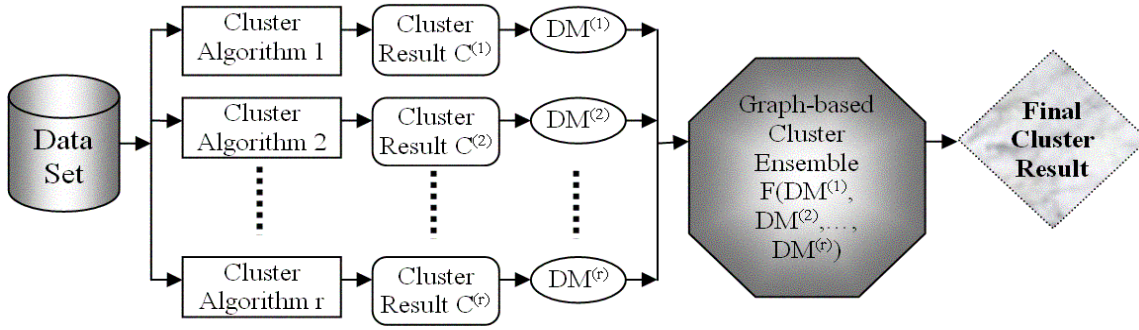 Data
Set
Cluster
Algorithm 1
Cluster
Result C⁽¹⁾
DM⁽¹⁾
Cluster
Algorithm 2
Cluster
Result C⁽²⁾
DM⁽²⁾
Cluster
Algorithm r
Cluster
Result C⁽ʳ⁾
DM⁽ʳ⁾
Graph-based
Cluster
Ensemble
F(DM⁽¹⁾,
DM⁽²⁾,...,
DM⁽ʳ⁾)
Final
Cluster
Result